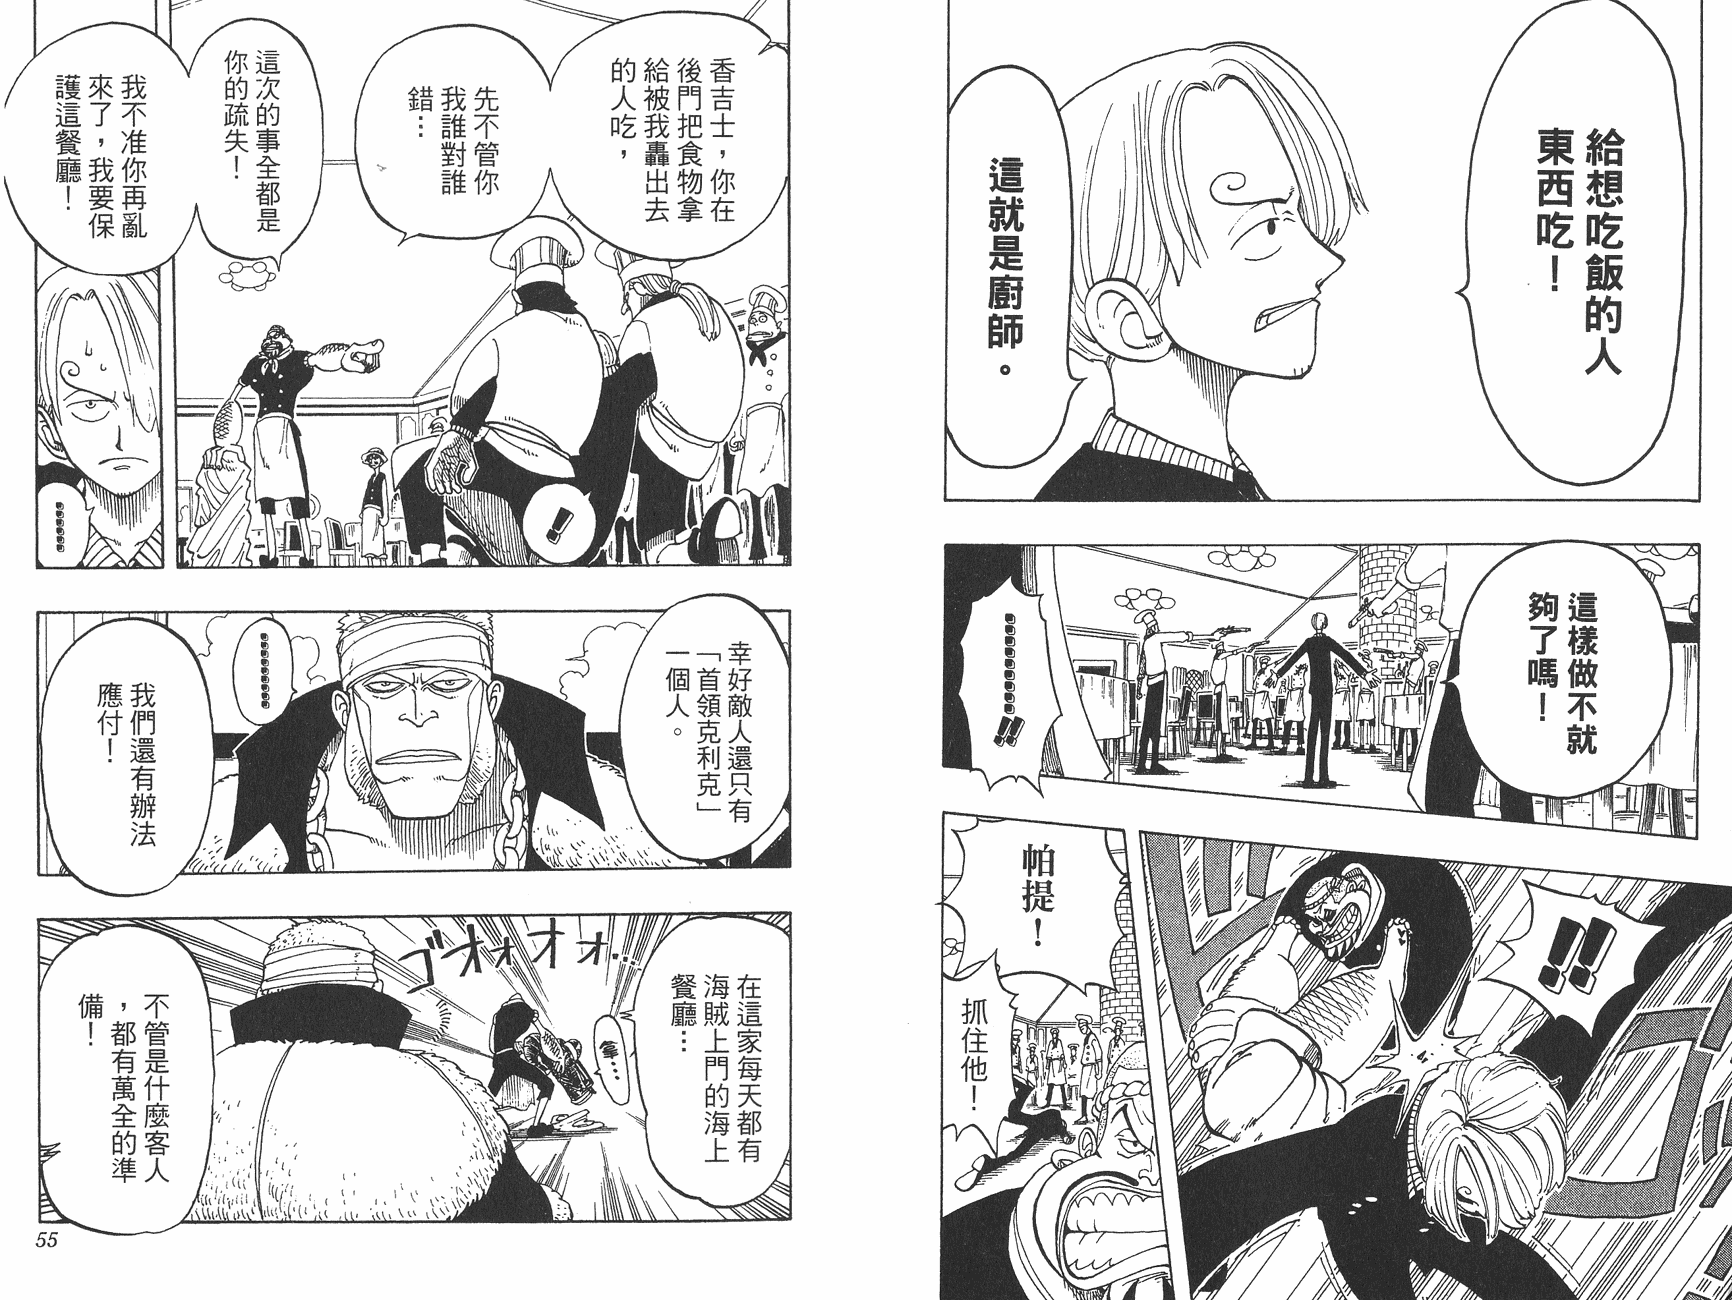 給想吃飯的人
東西吃！
這就是廚師。
這樣做不就
夠了嗎！
………!!
!!
帕提！
抓住他！
香吉士，你在
後門把食物拿
給被我轟出去
的人吃，
先不管你
我誰對誰
錯…
這次的事全都是
你的疏失！
!!
我不准你再亂
來了，我要保
護這餐廳！
……
幸好敵人還只有
「首領克利克」
一個人。
………
我們還有辦法
應付！
在這家每天都有
海賊上門的海上
餐廳…
ゴォオォオォ…
拿…
不管是什麼客人
，都有萬全的準
備！
55